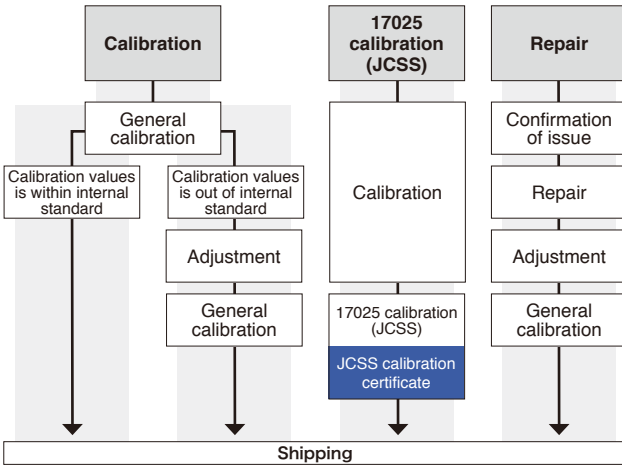 Calibration
General
calibration
Calibration values
is within internal
standard
Calibration values
is out of internal
standard
Adjustment
General
calibration
17025
calibration
(JCSS)
Calibration
17025 calibration
(JCSS)
JCSS calibration
certificate
Repair
Confirmation
of issue
Repair
Adjustment
General
calibration
Shipping